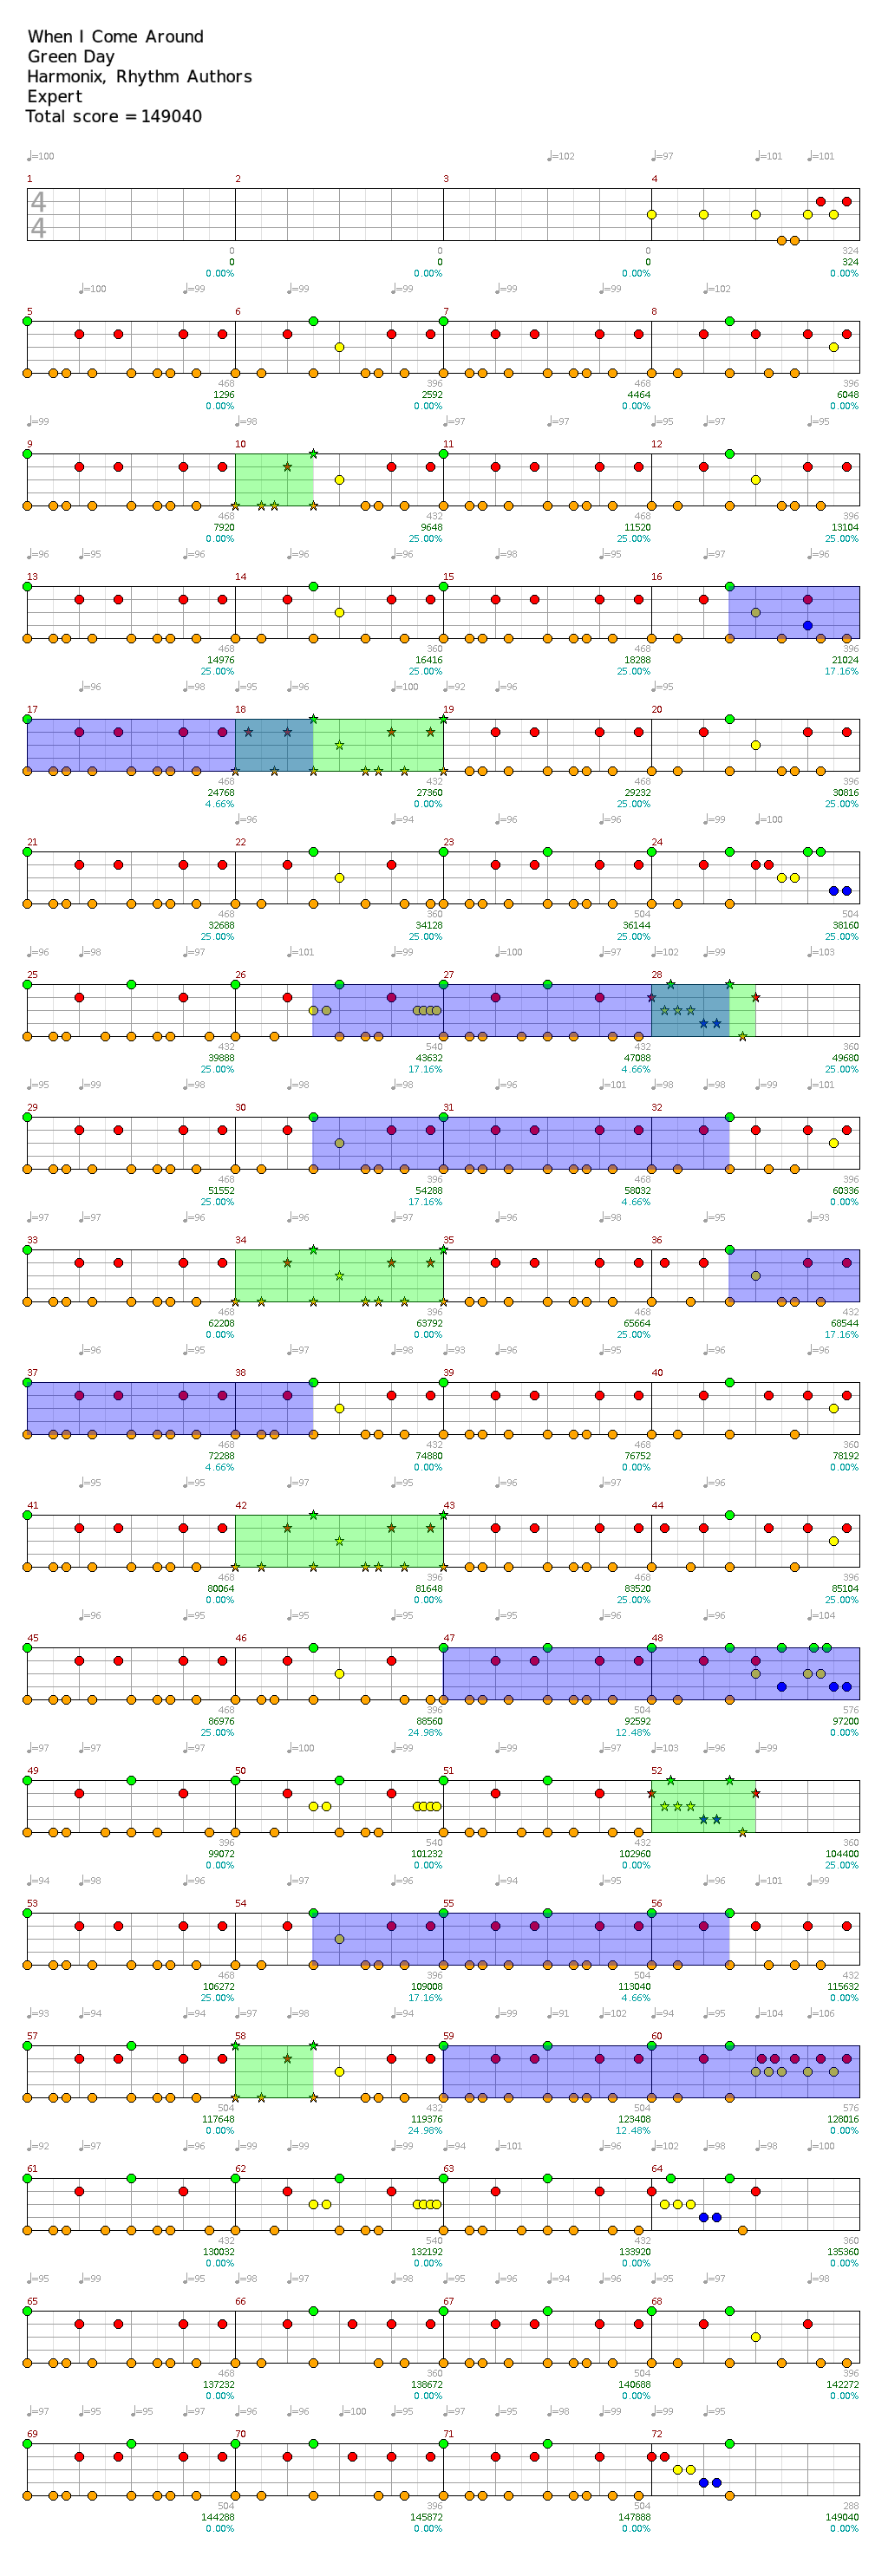 When I Come Around
Green Day
Harmonix, Rhythm Authors
Expert
Total score = 149040
♩=100 ♩=102 ♩=97 ♩=101 ♩=101
1 2 3 4
4
4
0 0 0 324
0 0 0 324
0.00% 0.00% 0.00% 0.00%
♩=100 ♩=99 ♩=99 ♩=99 ♩=99 ♩=99 ♩=102
5 6 7 8
468 396 468 396
1296 2592 4464 6048
0.00% 0.00% 0.00% 0.00%
♩=99 ♩=98 ♩=97 ♩=97 ♩=95 ♩=97 ♩=95
9 10 11 12
468 432 468 396
7920 9648 11520 13104
0.00% 25.00% 25.00% 25.00%
♩=96 ♩=95 ♩=96 ♩=96 ♩=98 ♩=95 ♩=97 ♩=96
13 14 15 16
468 360 468 396
14976 16416 18288 21024
25.00% 25.00% 25.00% 17.16%
♩=96 ♩=98 ♩=95 ♩=96 ♩=100 ♩=92 ♩=96 ♩=95
17 18 19 20
468 432 468 396
24768 27360 29232 30816
4.66% 0.00% 25.00% 25.00%
♩=96 ♩=94 ♩=96 ♩=96 ♩=99 ♩=100
21 22 23 24
468 360 504 504
32688 34128 36144 38160
25.00% 25.00% 25.00% 25.00%
♩=96 ♩=98 ♩=101 ♩=99 ♩=100 ♩=97 ♩=102 ♩=99 ♩=103
25 26 27 28
432 540 432 360
39888 43632 47088 49680
25.00% 17.16% 4.66% 25.00%
♩=95 ♩=99 ♩=98 ♩=98 ♩=96 ♩=101 ♩=98 ♩=98 ♩=99 ♩=101
29 30 31 32
468 396 468 396
51552 54288 58032 60336
25.00% 17.16% 4.66% 0.00%
♩=97 ♩=97 ♩=96 ♩=97 ♩=96 ♩=95 ♩=93
33 34 35 36
468 396 468 432
62208 63792 65664 68544
0.00% 0.00% 25.00% 17.16%
♩=96 ♩=95 ♩=97 ♩=98 ♩=93 ♩=95 ♩=96 ♩=96
37 38 39 40
468 432 468 360
72288 74880 76752 78192
4.66% 0.00% 0.00% 0.00%
♩=95 ♩=95 ♩=97 ♩=96 ♩=97 ♩=96
41 42 43 44
468 396 468 396
80064 81648 83520 85104
0.00% 0.00% 25.00% 25.00%
♩=96 ♩=95 ♩=95 ♩=95 ♩=96 ♩=96 ♩=104
45 46 47 48
468 396 504 576
86976 88560 92592 97200
25.00% 24.98% 12.48% 0.00%
♩=97 ♩=97 ♩=97 ♩=100 ♩=99 ♩=99 ♩=97 ♩=103 ♩=96 ♩=99
49 50 51 52
396 540 432 360
99072 101232 102960 104400
0.00% 0.00% 0.00% 25.00%
♩=94 ♩=98 ♩=97 ♩=96 ♩=94 ♩=95 ♩=96 ♩=101 ♩=99
53 54 55 56
468 396 504 432
106272 109008 113040 115632
25.00% 17.16% 4.66% 0.00%
♩=93 ♩=94 ♩=94 ♩=97 ♩=98 ♩=94 ♩=99 ♩=91 ♩=102 ♩=94 ♩=95 ♩=104 ♩=106
57 58 59 60
504 432 504 576
117648 119376 123408 128016
0.00% 24.98% 12.48% 0.00%
♩=92 ♩=97 ♩=96 ♩=99 ♩=99 ♩=99 ♩=94 ♩=101 ♩=96 ♩=102 ♩=98 ♩=98 ♩=100
61 62 63 64
432 540 432 360
130032 132192 133920 135360
0.00% 0.00% 0.00% 0.00%
♩=95 ♩=99 ♩=95 ♩=98 ♩=97 ♩=98 ♩=95 ♩=96 ♩=94 ♩=96 ♩=95 ♩=97 ♩=98
65 66 67 68
468 360 504 396
137232 138672 140688 142272
0.00% 0.00% 0.00% 0.00%
♩=97 ♩=95 ♩=95 ♩=97 ♩=96 ♩=96 ♩=100 ♩=96 ♩=97 ♩=95 ♩=98 ♩=99 ♩=99 ♩=95
69 70 71 72
504 396 504 288
144288 145872 147888 149040
0.00% 0.00% 0.00% 0.00%